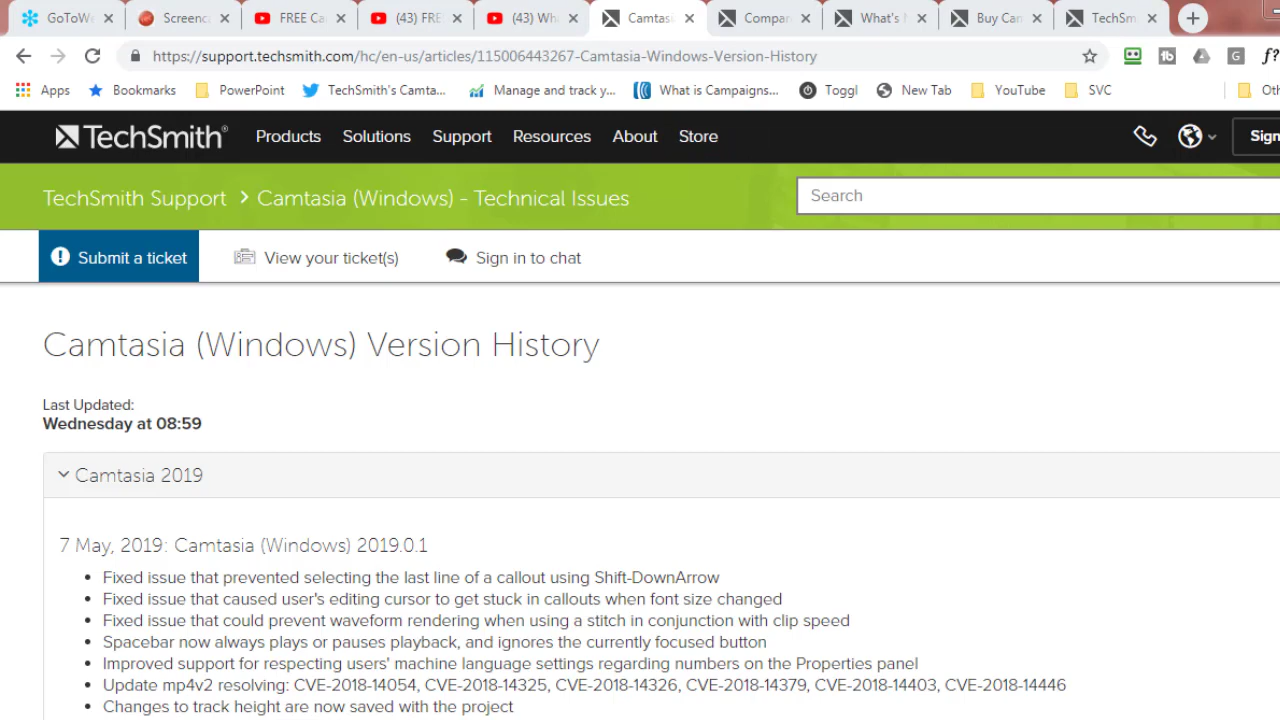 GoToWe
Screenc
FREE Ca
(43) FRE
(43) Wha
Camtasi
Compar
What's N
Buy Cam
TechSm
https://support.techsmith.com/hc/en-us/articles/115006443267-Camtasia-Windows-Version-History
Apps Bookmarks PowerPoint TechSmith's Camta... Manage and track y... What is Campaigns... Toggl New Tab YouTube SVC Oth
TechSmith® Products Solutions Support Resources About Store Sign
TechSmith Support > Camtasia (Windows) - Technical Issues Search
Submit a ticket View your ticket(s) Sign in to chat
Camtasia (Windows) Version History
Last Updated:
Wednesday at 08:59
Camtasia 2019
7 May, 2019: Camtasia (Windows) 2019.0.1
• Fixed issue that prevented selecting the last line of a callout using Shift-DownArrow
• Fixed issue that caused user's editing cursor to get stuck in callouts when font size changed
• Fixed issue that could prevent waveform rendering when using a stitch in conjunction with clip speed
• Spacebar now always plays or pauses playback, and ignores the currently focused button
• Improved support for respecting users' machine language settings regarding numbers on the Properties panel
• Update mp4v2 resolving: CVE-2018-14054, CVE-2018-14325, CVE-2018-14326, CVE-2018-14379, CVE-2018-14403, CVE-2018-14446
• Changes to track height are now saved with the project